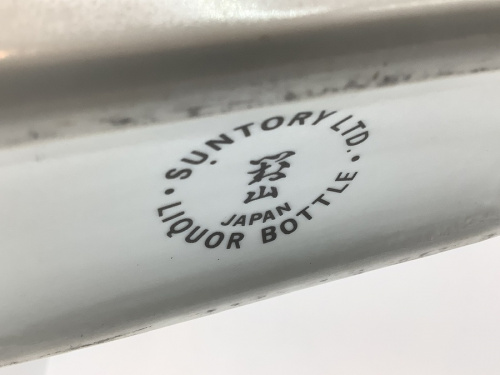 SUNTORY LTD.
JAPAN
• LIQUOR BOTTLE •